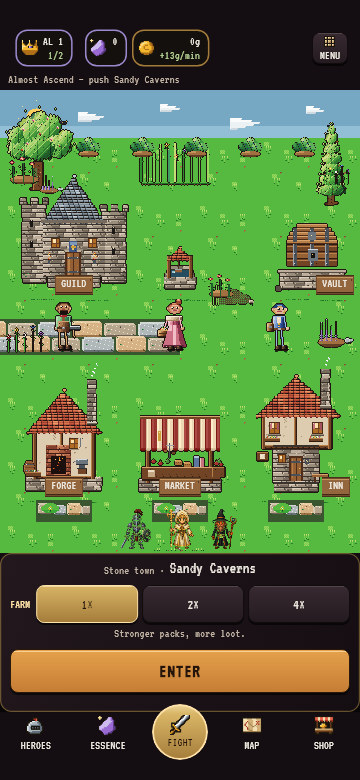 AL 1
1/2
0
0g
+13g/min
MENU
Almost Ascend - push Sandy Caverns
GUILD
VAULT
FORGE
MARKET
INN
Stone town · Sandy Caverns
FARM
1X
2X
4X
Stronger packs, more loot.
ENTER
HEROES
ESSENCE
FIGHT
MAP
SHOP